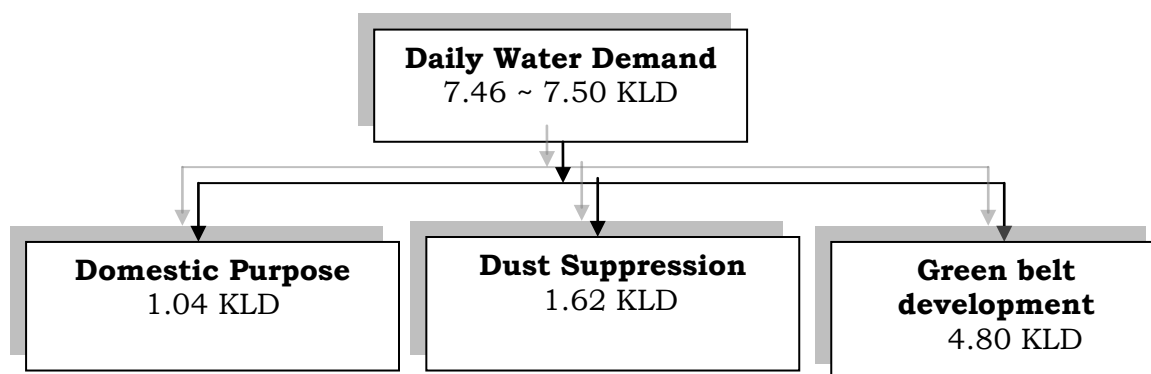 Daily Water Demand
7.46 ~ 7.50 KLD
Domestic Purpose
1.04 KLD
Dust Suppression
1.62 KLD
Green belt
development
4.80 KLD